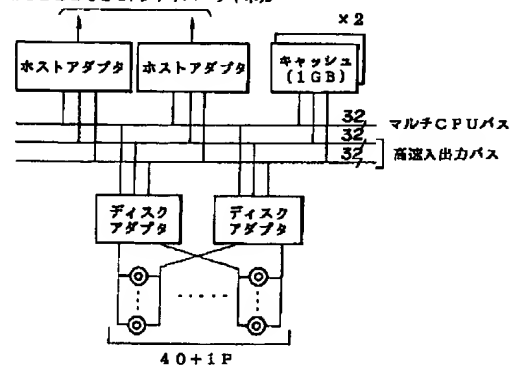 ×2
ホストアダプタ
ホストアダプタ
キャッシュ
(1GB)
32
マルチCPUバス
32
32
高速入出力バス
ディスク
アダプタ
ディスク
アダプタ
40+1P